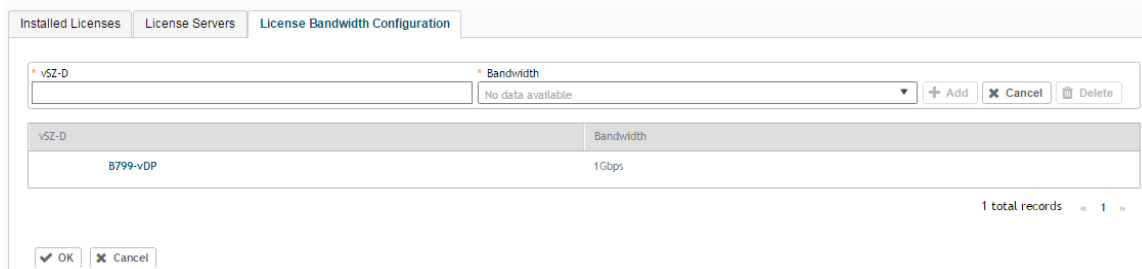 Installed Licenses License Servers License Bandwidth Configuration
* vSZ-D * Bandwidth
No data available + Add Cancel Delete
vSZ-D Bandwidth
B799-vDP 1Gbps
1 total records « 1 »
OK Cancel